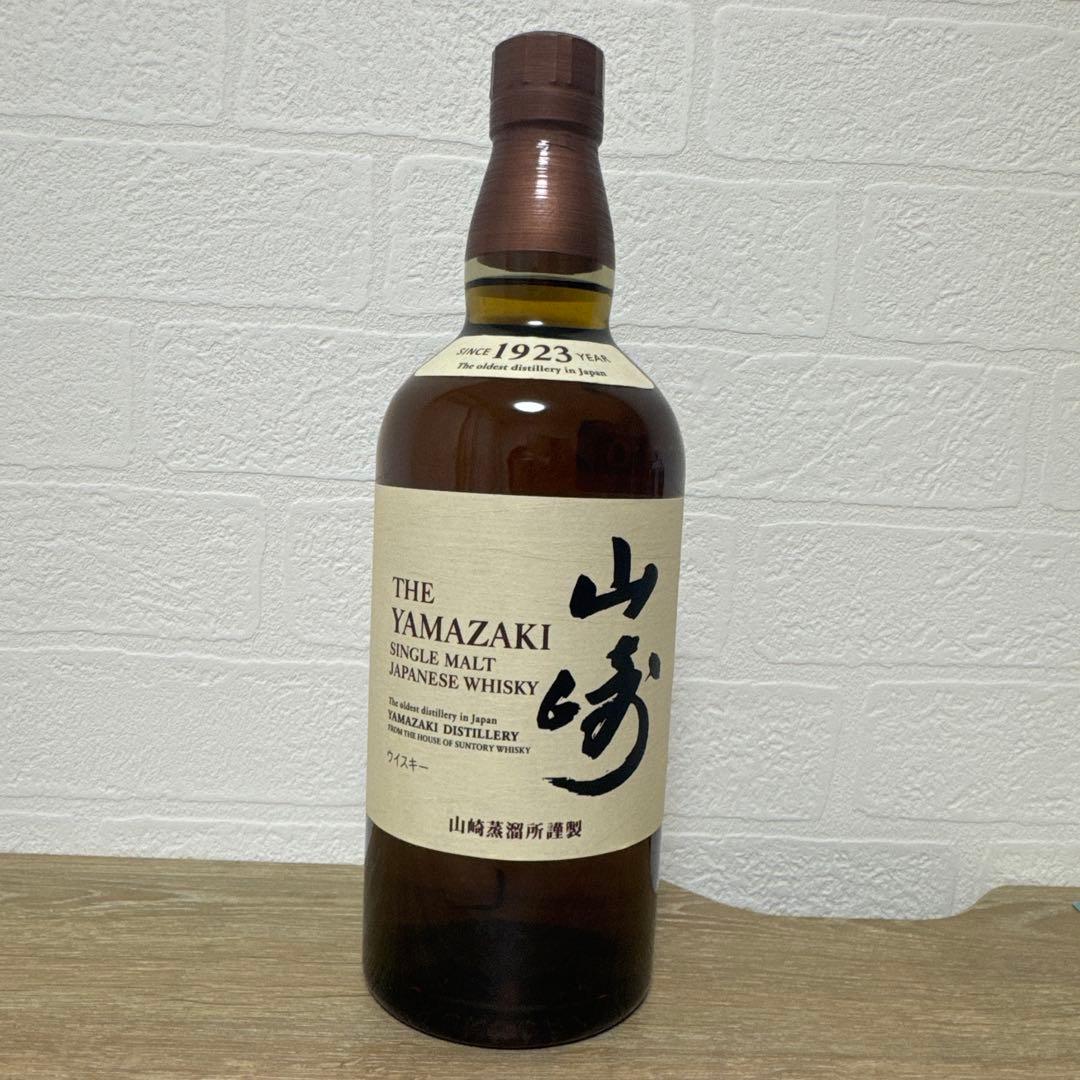 SINCE 1923 YEAR
The oldest distillery in Japan
THE
YAMAZAKI
SINGLE MALT
JAPANESE WHISKY
The oldest distillery in Japan
YAMAZAKI DISTILLERY
FROM THE HOUSE OF SUNTORY WHISKY
ウイスキー
山崎
山崎蒸溜所謹製